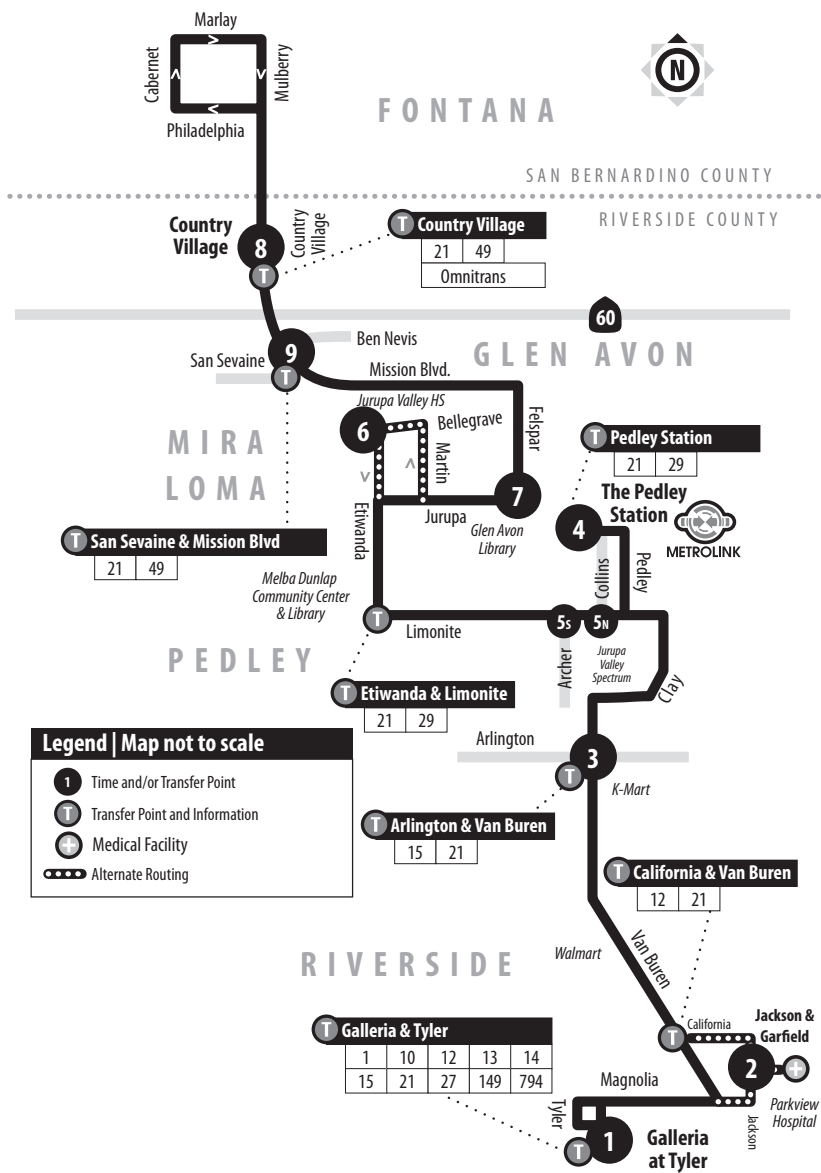 Marlay
Cabernet
Mulberry
Philadelphia
N
FONTANA
SAN BERNARDINO COUNTY
RIVERSIDE COUNTY
Country
Village
8
T
Country
Village
T Country Village
21 49
Omnitrans
60
9
T
Ben Nevis
San Sevaine
GLEN AVON
Mission Blvd.
Jurupa Valley HS
6
Bellegrave
Martin
Felspar
MIRA
LOMA
Etiwanda
Jurupa
7
Glen Avon
Library
T Pedley Station
21 29
The Pedley
Station
4
METROLINK
Collins
Pedley
T San Sevaine & Mission Blvd
21 49
Melba Dunlap
Community Center
& Library
T
Limonite
5S
5N
Archer
Jurupa
Valley
Spectrum
Clay
PEDLEY
T Etiwanda & Limonite
21 29
Legend | Map not to scale
1 Time and/or Transfer Point
T Transfer Point and Information
Medical Facility
Alternate Routing
Arlington
3
T
K-Mart
T Arlington & Van Buren
15 21
T California & Van Buren
12 21
RIVERSIDE
Walmart
Van Buren
T
California
Jackson &
Garfield
2
Parkview
Hospital
Jackson
T Galleria & Tyler
1 10 12 13 14
15 21 27 149 794
Magnolia
Tyler
1
T
Galleria
at Tyler